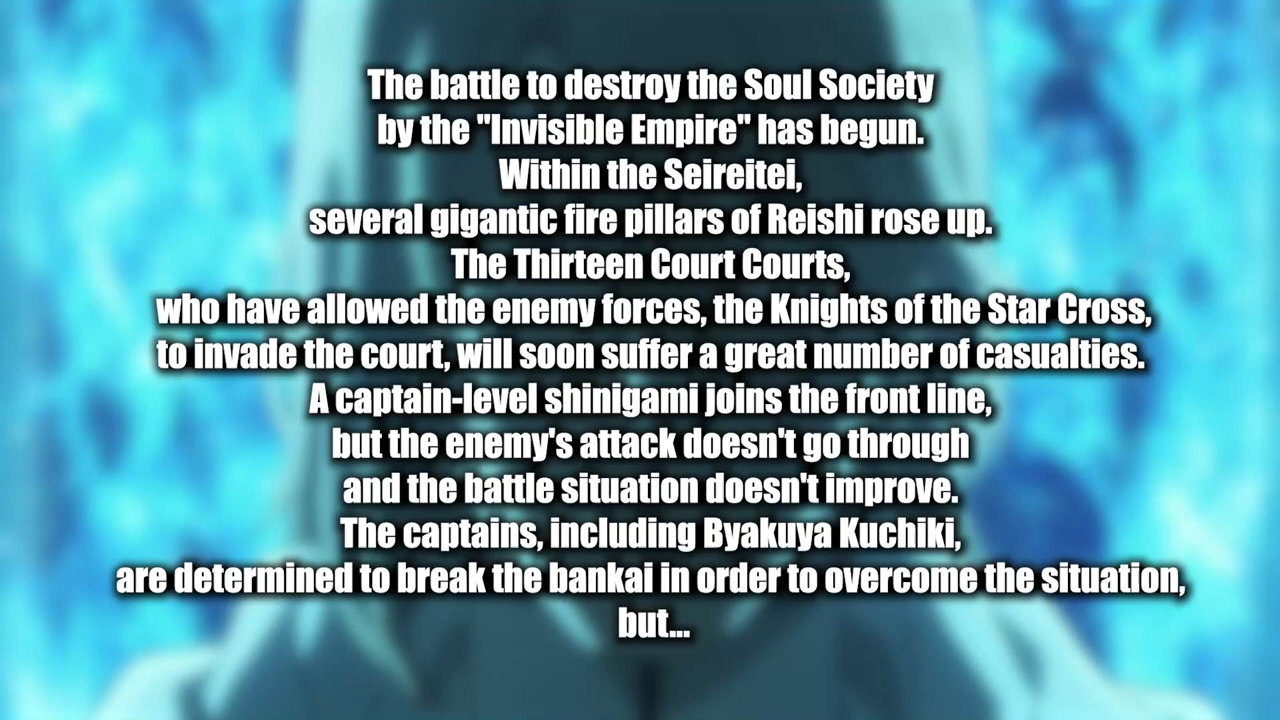 The battle to destroy the Soul Society
by the "Invisible Empire" has begun.
Within the Seireitei,
several gigantic fire pillars of Reishi rose up.
The Thirteen Court Courts,
who have allowed the enemy forces, the Knights of the Star Cross,
to invade the court, will soon suffer a great number of casualties.
A captain-level shinigami joins the front line,
but the enemy's attack doesn't go through
and the battle situation doesn't improve.
The captains, including Byakuya Kuchiki,
are determined to break the bankai in order to overcome the situation,
but...